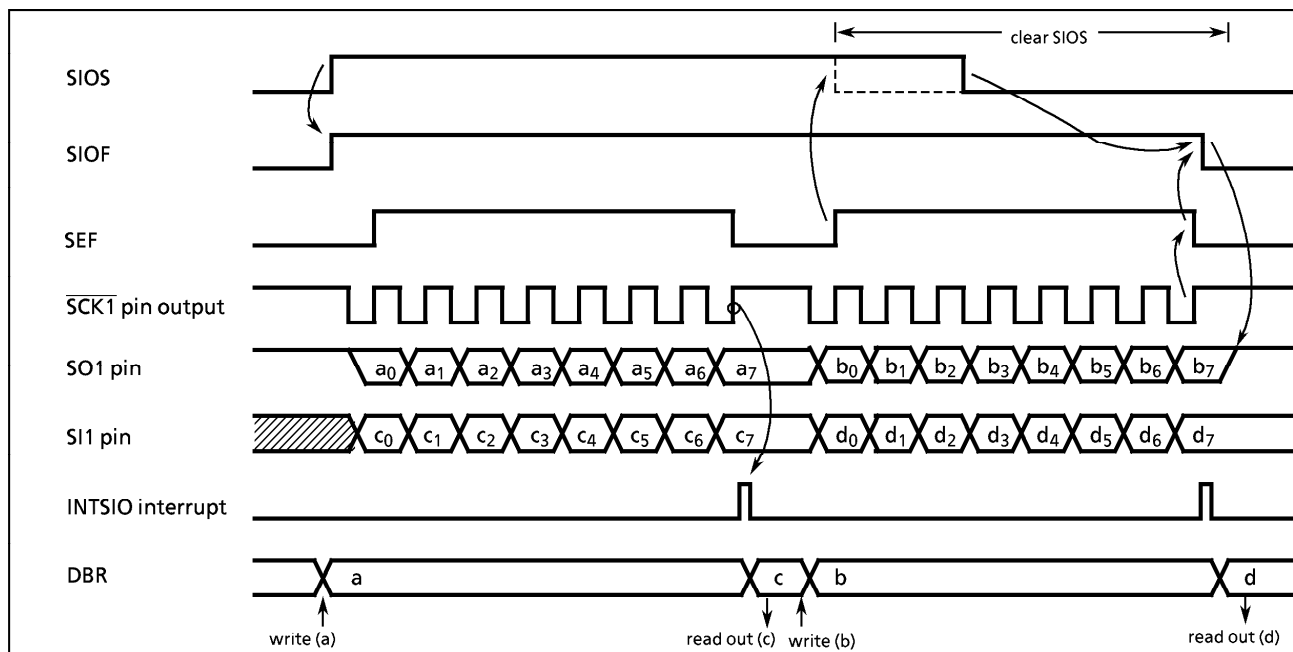 clear SIOS
SIOS
SIOF
SEF
SCK1 pin output
SO1 pin a0 a1 a2 a3 a4 a5 a6 a7 b0 b1 b2 b3 b4 b5 b6 b7
SI1 pin c0 c1 c2 c3 c4 c5 c6 c7 d0 d1 d2 d3 d4 d5 d6 d7
INTSIO interrupt
DBR a c b d
write (a) read out (c) write (b) read out (d)